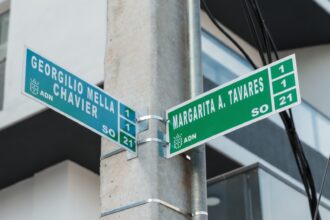 GEORGILIO MELLA
CHAVIER
ADN
1
1
SO 21
MARGARITA A. TAVARES
ADN
1
1
SO 21